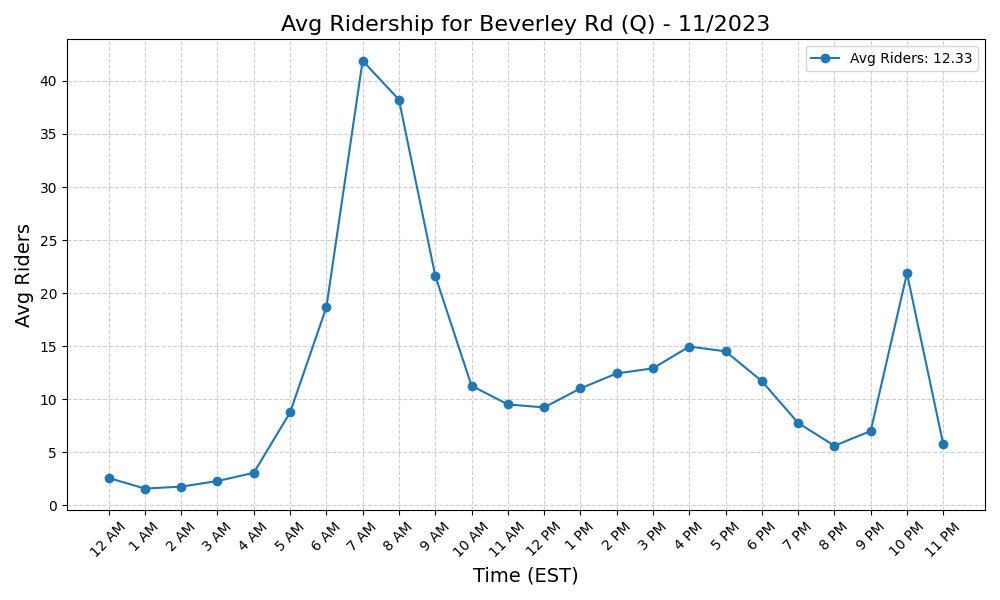 Avg Ridership for Beverley Rd (Q) - 11/2023
Avg Riders: 12.33
Avg Riders
40
35
30
25
20
15
10
5
0
12 AM
1 AM
2 AM
3 AM
4 AM
5 AM
6 AM
7 AM
8 AM
9 AM
10 AM
11 AM
12 PM
1 PM
2 PM
3 PM
4 PM
5 PM
6 PM
7 PM
8 PM
9 PM
10 PM
11 PM
Time (EST)